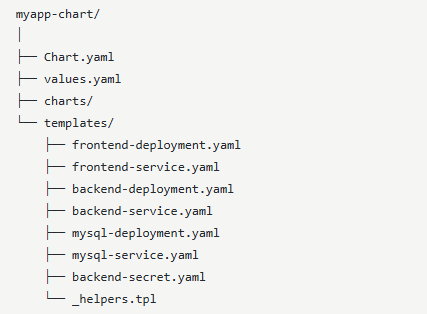 myapp-chart/
│
├── Chart.yaml
├── values.yaml
├── charts/
└── templates/
    ├── frontend-deployment.yaml
    ├── frontend-service.yaml
    ├── backend-deployment.yaml
    ├── backend-service.yaml
    ├── mysql-deployment.yaml
    ├── mysql-service.yaml
    ├── backend-secret.yaml
    └── _helpers.tpl